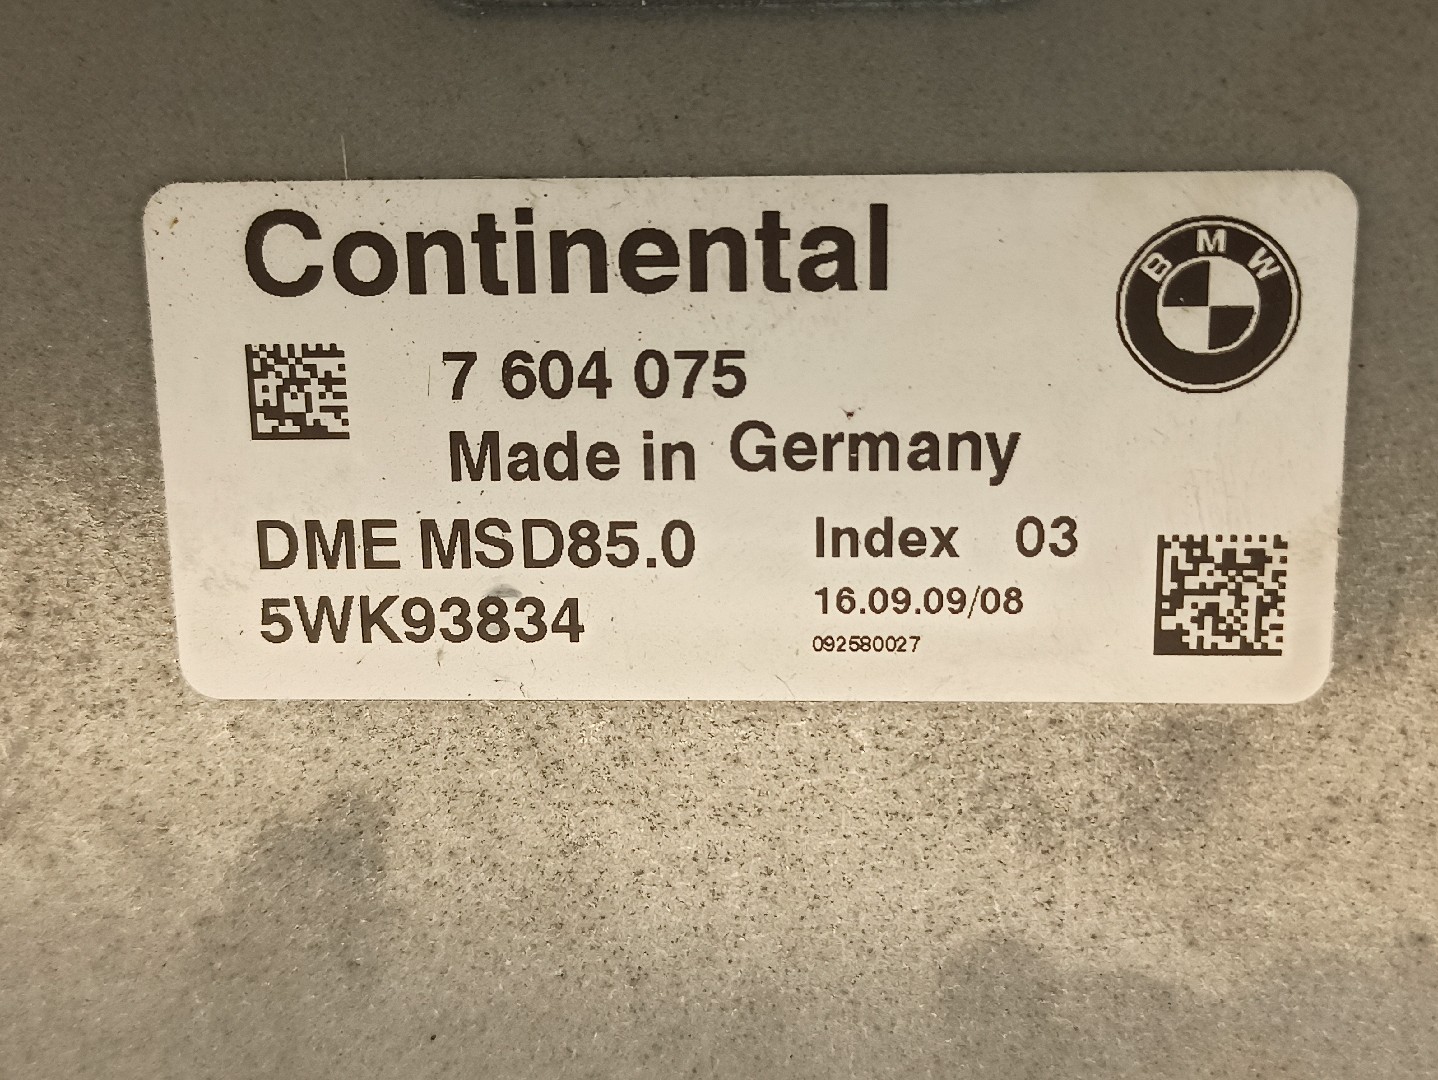 Continental
BMW
7 604 075
Made in Germany
DME MSD85.0
Index 03
5WK93834
16.09.09/08
092580027